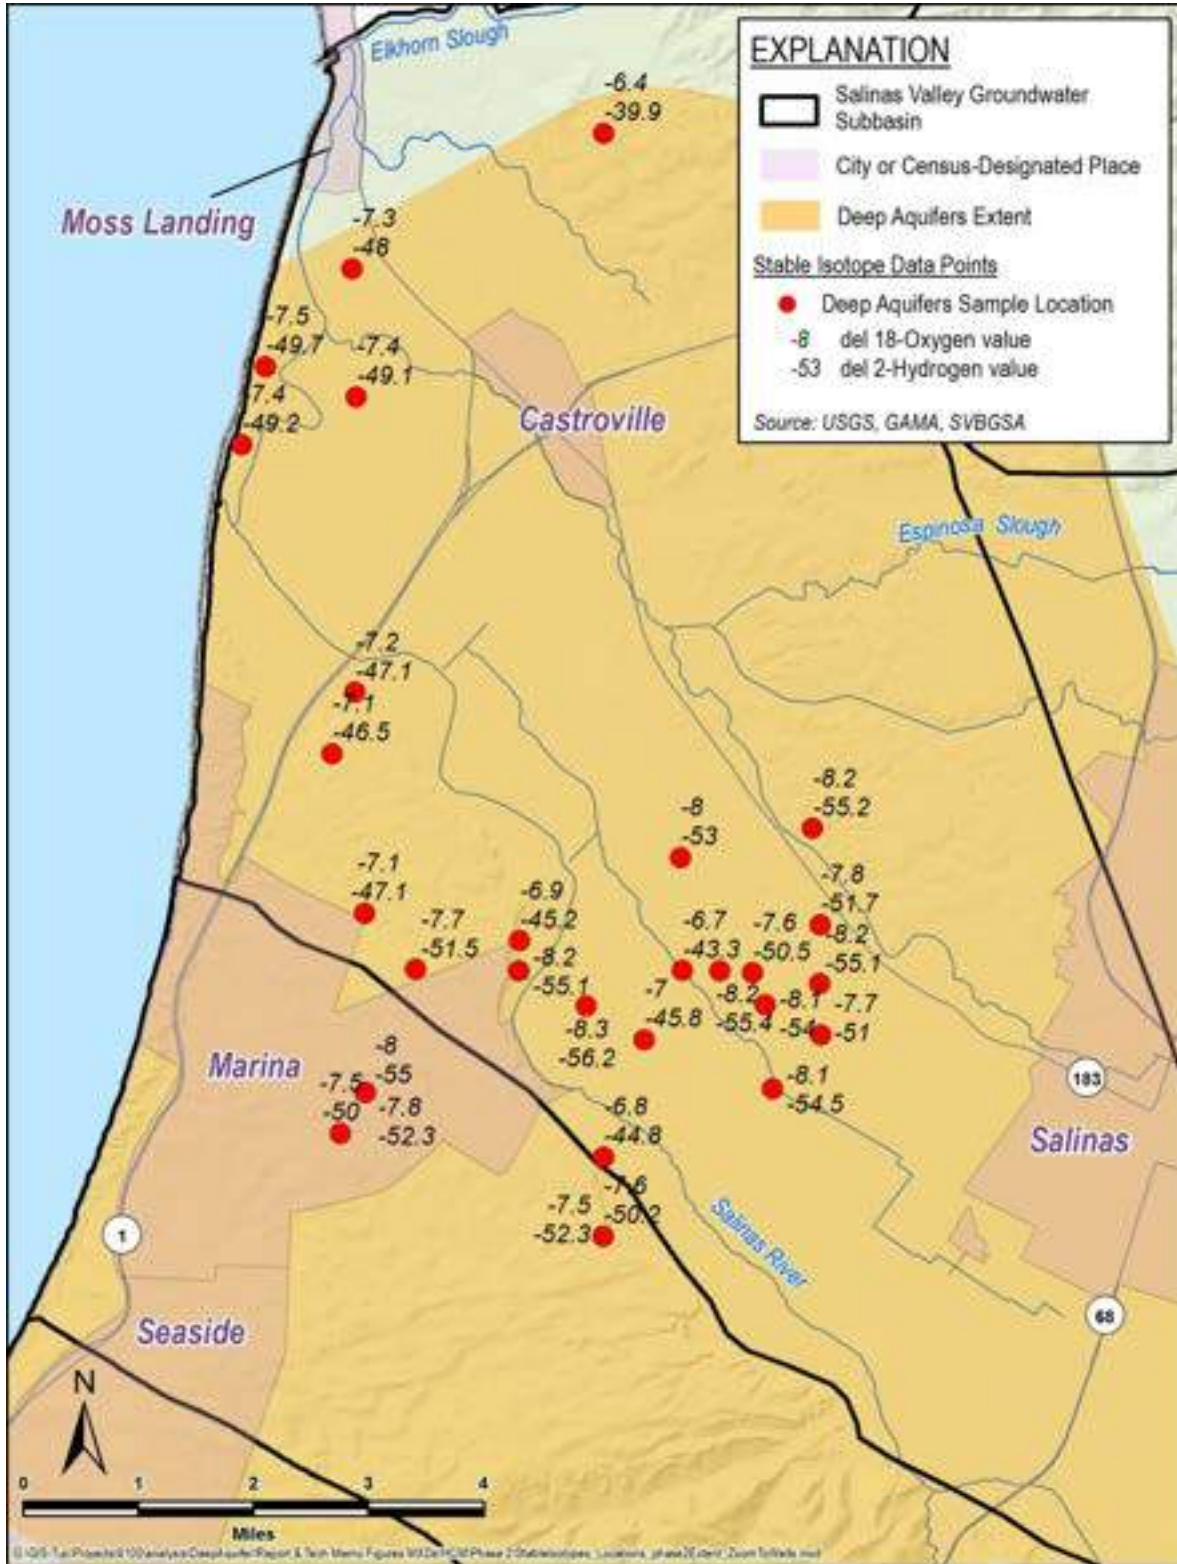 Elkhorn Slough
EXPLANATION
Salinas Valley Groundwater
Subbasin
City or Census-Designated Place
Deep Aquifers Extent
Stable Isotope Data Points
Deep Aquifers Sample Location
-8 del 18-Oxygen value
-53 del 2-Hydrogen value
Source: USGS, GAMA, SVBGSA
-6.4
-39.9
Moss Landing
-7.3
-48
-7.5
-49.7
-7.4
-49.1
-7.4
-49.2
Castroville
Espinosa Slough
-7.2
-47.1
-7.1
-46.5
-8.2
-55.2
-8
-53
-7.1
-47.1
-7.7
-51.5
-6.9
-45.2
-8.2
-55.1
-8.3
-56.2
-7
-45.8
-6.7
-43.3
-7.6
-50.5
-7.8
-51.7
-8.2
-55.1
-8.2
-55.4
-8.1
-54
-7.7
-51
-8.1
-54.5
183
Salinas
Marina
-8
-55
-7.5
-50
-7.8
-52.3
-6.8
-44.8
-7.6
-50.2
-7.5
-52.3
Salinas River
1
68
Seaside
N
0 1 2 3 4
Miles